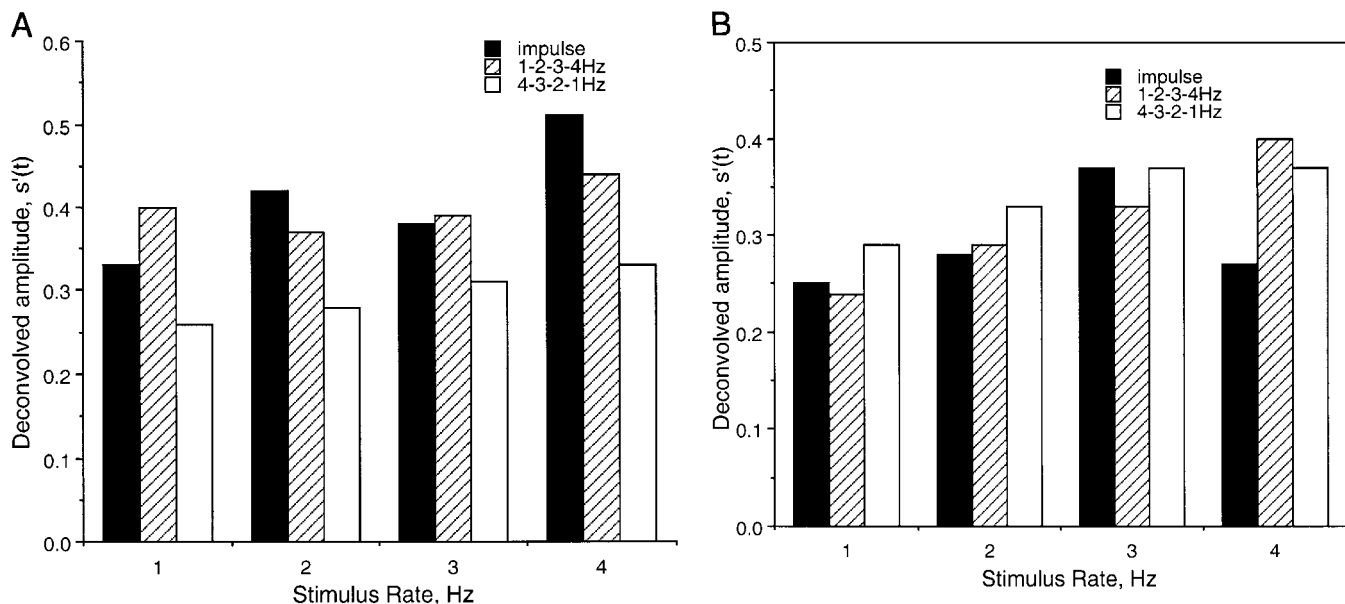 A
0.6
0.5
0.4
0.3
0.2
0.1
0.0
Deconvolved amplitude, s'(t)
impulse
1-2-3-4Hz
4-3-2-1Hz
1 2 3 4
Stimulus Rate, Hz
B
0.5
0.4
0.3
0.2
0.1
0.0
Deconvolved amplitude, s'(t)
impulse
1-2-3-4Hz
4-3-2-1Hz
1 2 3 4
Stimulus Rate, Hz